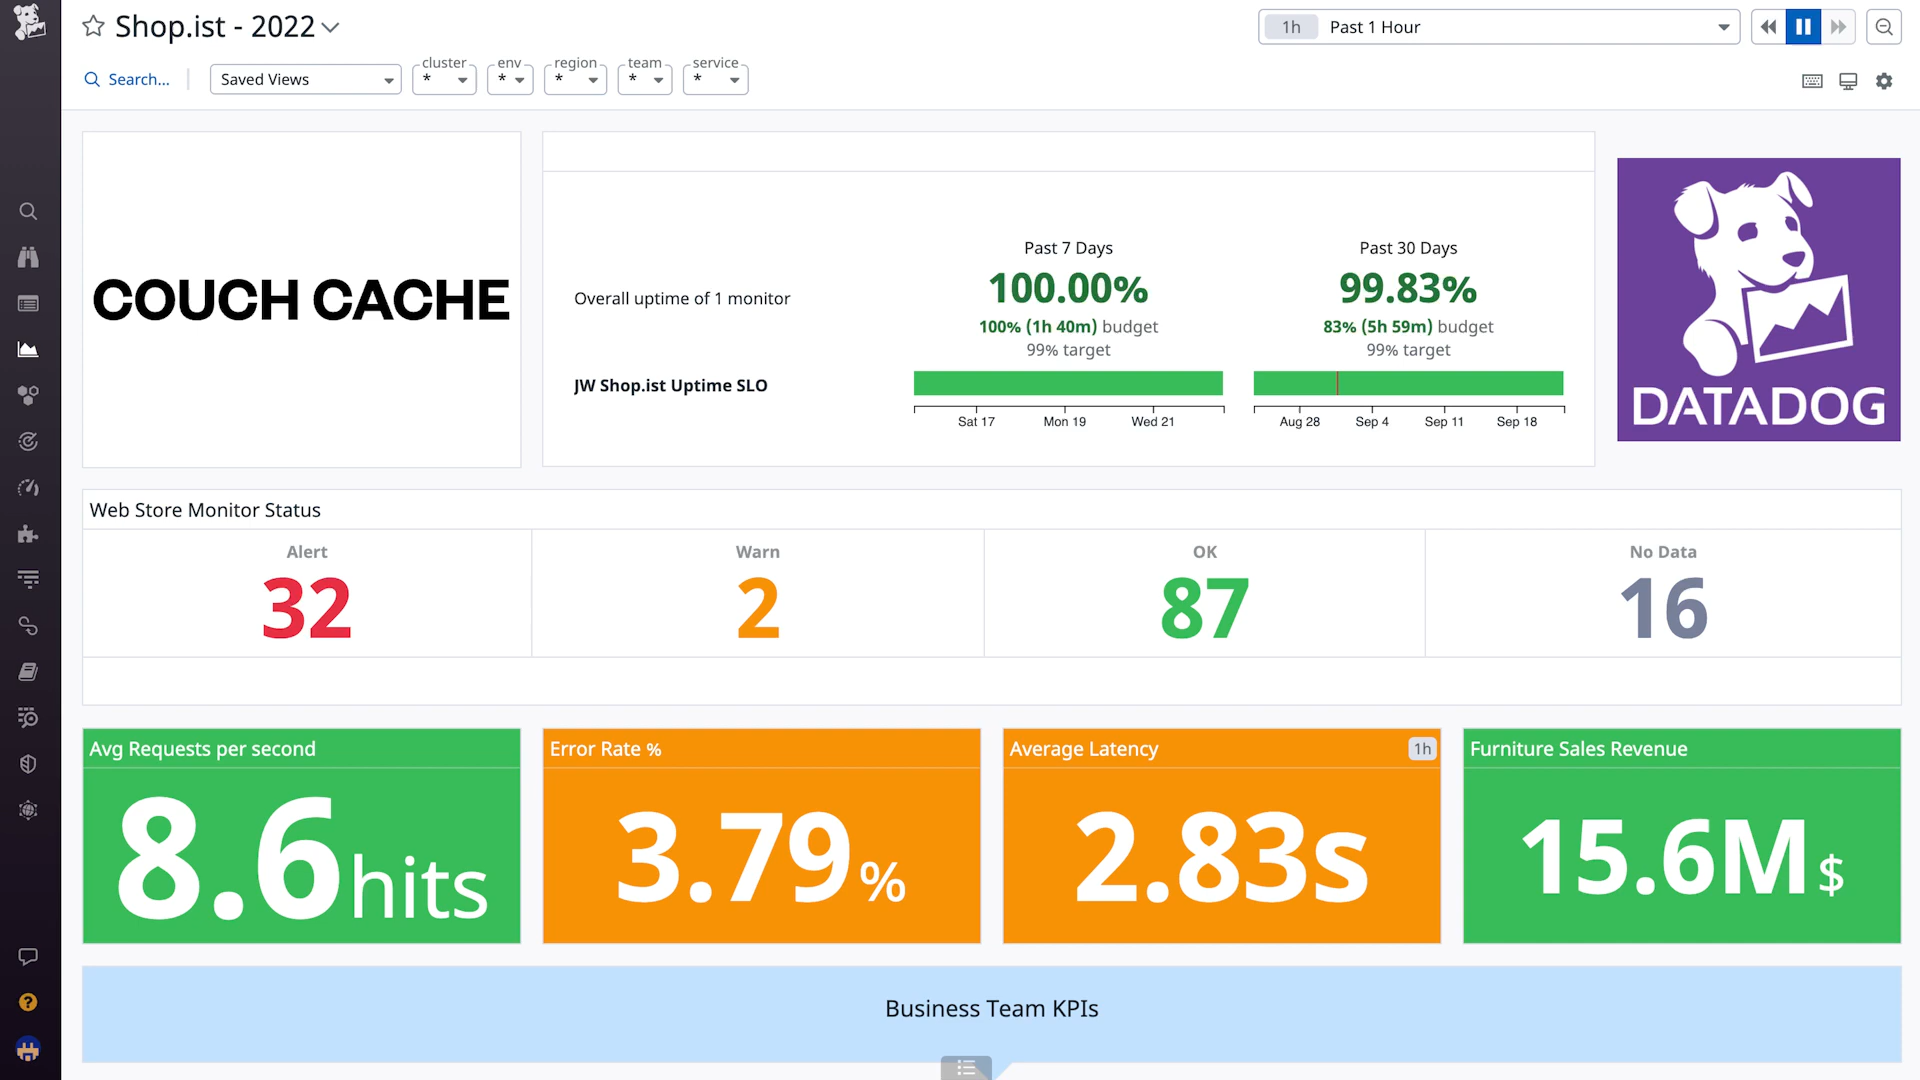 Shop.ist - 2022
1h Past 1 Hour
Search...
Saved Views
cluster
*
env
*
region
*
team
*
service
*
COUCH CACHE
Past 7 Days
Past 30 Days
Overall uptime of 1 monitor
100.00%
99.83%
100% (1h 40m) budget
83% (5h 59m) budget
99% target
99% target
JW Shop.ist Uptime SLO
Sat 17 Mon 19 Wed 21
Aug 28 Sep 4 Sep 11 Sep 18
DATADOG
Web Store Monitor Status
Alert
32
Warn
2
OK
87
No Data
16
Avg Requests per second
8.6hits
Error Rate %
3.79%
Average Latency
1h
2.83s
Furniture Sales Revenue
15.6M$
Business Team KPIs
?